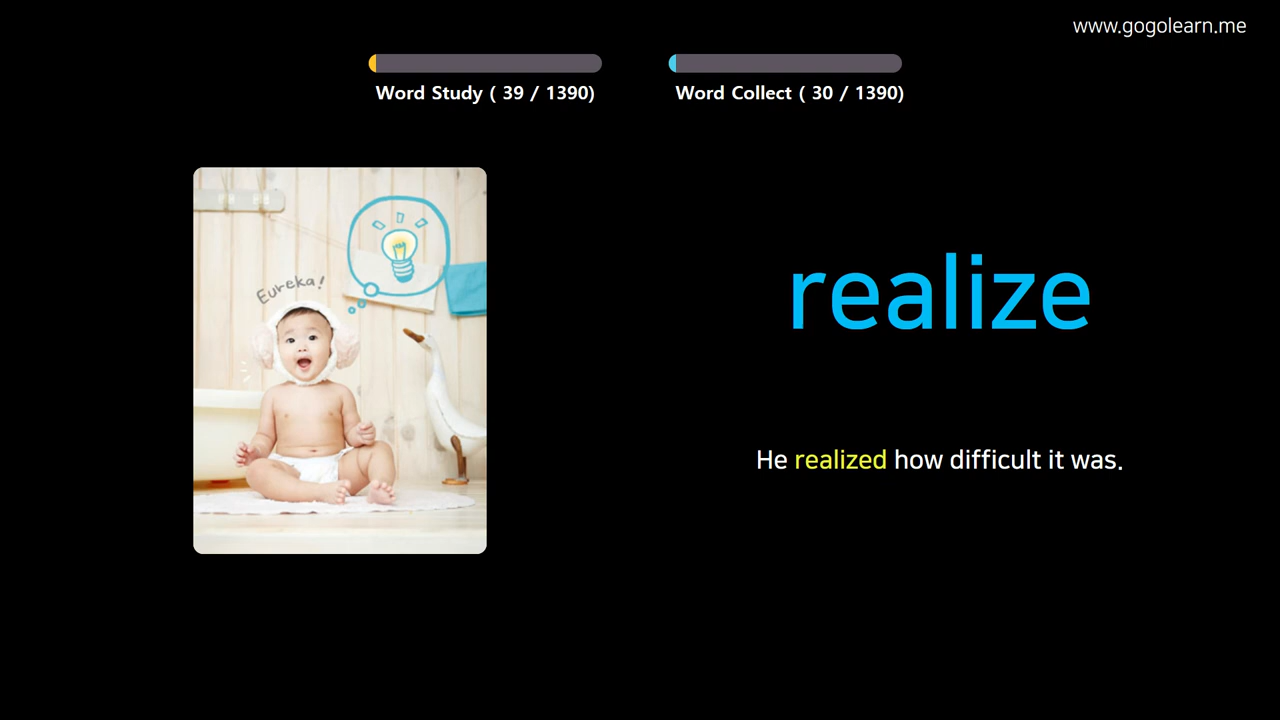 www.gogolearn.me
Word Study ( 39 / 1390)
Word Collect ( 30 / 1390)
Eureka!
realize
He realized how difficult it was.